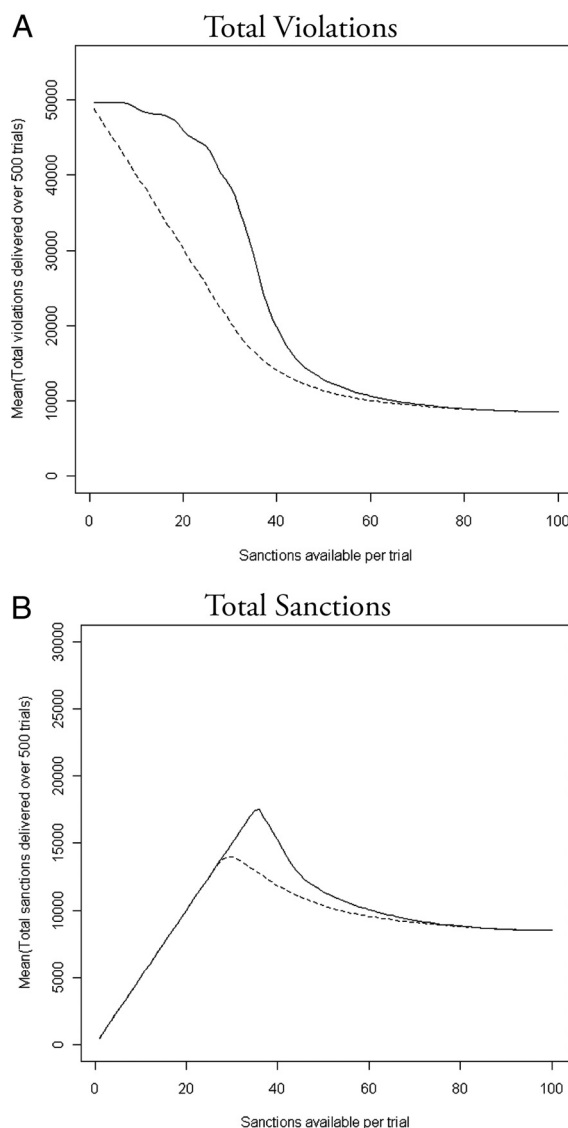 A
Total Violations
Mean(Total violations delivered over 500 trials)
50000
40000
30000
20000
10000
0
0 20 40 60 80 100
Sanctions available per trial
B
Total Sanctions
Mean(Total sanctions delivered over 500 trials)
30000
25000
20000
15000
10000
5000
0
0 20 40 60 80 100
Sanctions available per trial